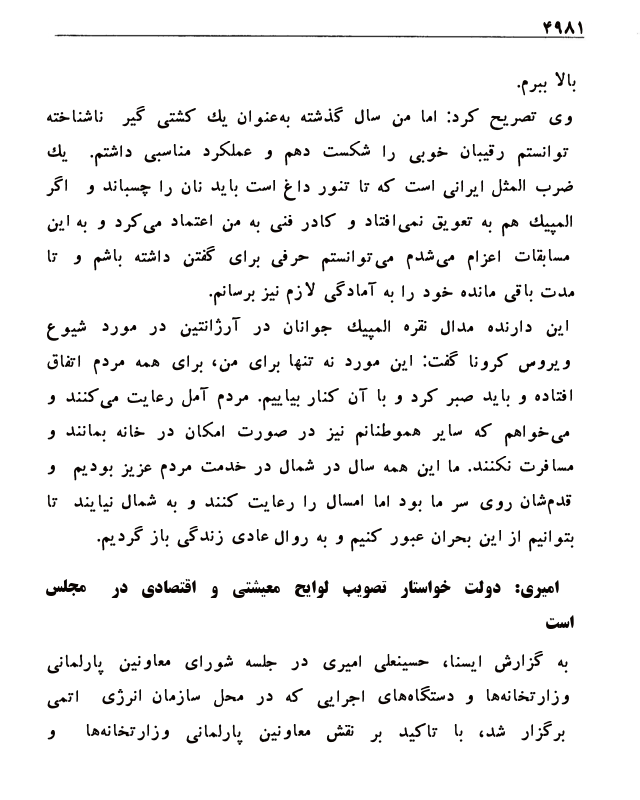 ۴۹۸۱
بالا ببرم.
وی تصریح کرد: اما من سال گذشته به‌عنوان یك کشتی گیر ناشناخته
توانستم رقیبان خوبی را شکست دهم و عملکرد مناسبی داشتم. یك
ضرب المثل ایرانی است که تا تنور داغ است باید نان را چسباند و اگر
المپیك هم به تعویق نمی‌افتاد و کادر فنی به من اعتماد می‌کرد و به این
مسابقات اعزام می‌شدم می‌توانستم حرفی برای گفتن داشته باشم و تا
مدت باقی مانده خود را به آمادگی لازم نیز برسانم.
این دارنده مدال نقره المپیك جوانان در آرژانتین در مورد شیوع
ویروس کرونا گفت: این مورد نه تنها برای من، برای همه مردم اتفاق
افتاده و باید صبر کرد و با آن کنار بیاییم. مردم آمل رعایت می‌کنند و
می‌خواهم که سایر هموطنانم نیز در صورت امکان در خانه بمانند و
مسافرت نکنند. ما این همه سال در شمال در خدمت مردم عزیز بودیم و
قدم‌شان روی سر ما بود اما امسال را رعایت کنند و به شمال نیایند تا
بتوانیم از این بحران عبور کنیم و به روال عادی زندگی باز گردیم.
امیری: دولت خواستار تصویب لوایح معیشتی و اقتصادی در مجلس
است
به گزارش ایسنا، حسینعلی امیری در جلسه شورای معاونین پارلمانی
وزارتخانه‌ها و دستگاه‌های اجرایی که در محل سازمان انرژی اتمی
برگزار شد، با تاکید بر نقش معاونین پارلمانی وزارتخانه‌ها و